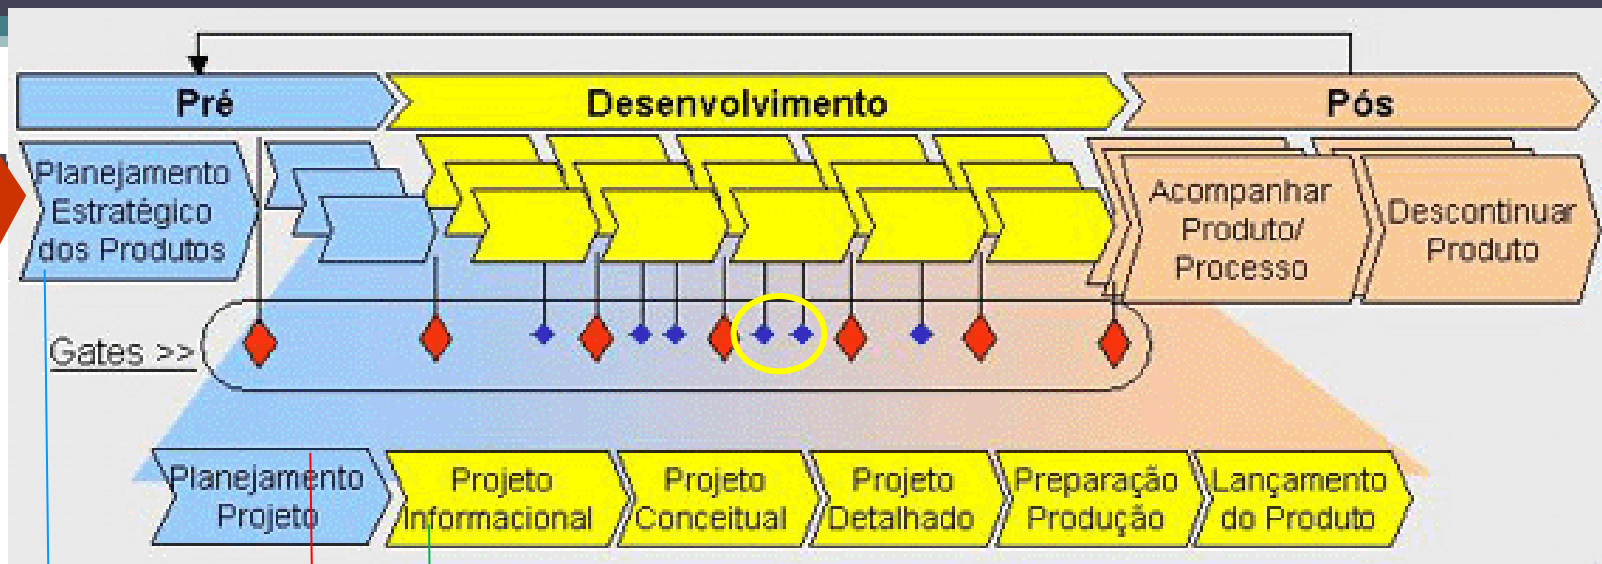 Pré
Desenvolvimento
Pós
Planejamento
Estratégico
dos Produtos
Acompanhar
Produto/
Processo
Descontinuar
Produto
Gates >>
Planejamento
Projeto
Projeto
Informacional
Projeto
Conceitual
Projeto
Detalhado
Preparação
Produção
Lançamento
do Produto